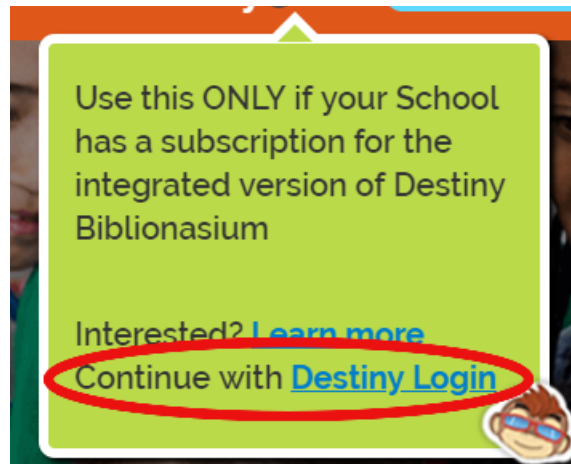 Use this ONLY if your School
has a subscription for the
integrated version of Destiny
Biblionasium
Interested? Learn more
Continue with Destiny Login